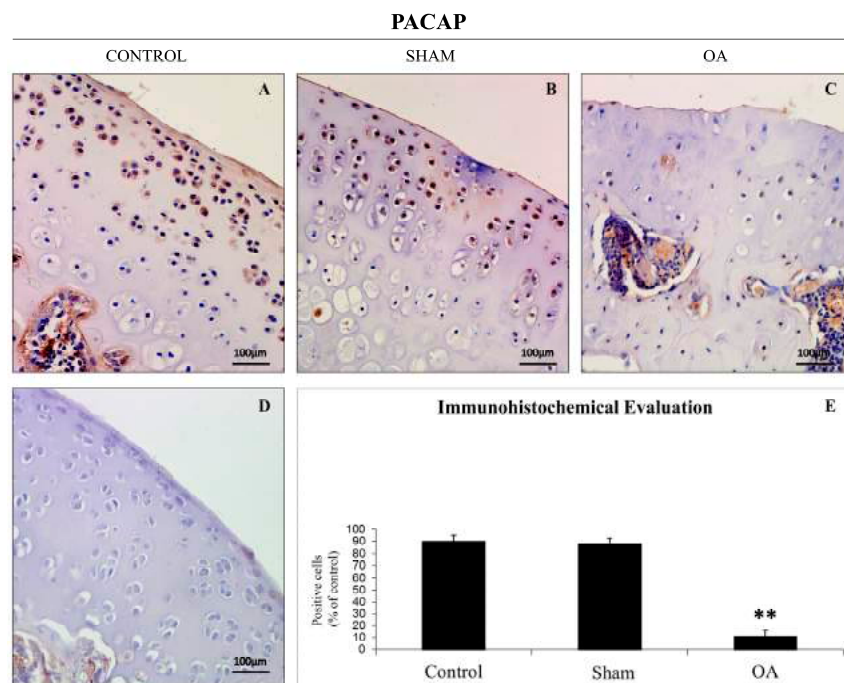 PACAP
CONTROL SHAM OA
A B C
100µm 100µm 100µm
D
100µm
Immunohistochemical Evaluation E
Positive cells
(% of control)
100
90
80
70
60
50
40
30
20
10
0
**
Control Sham OA